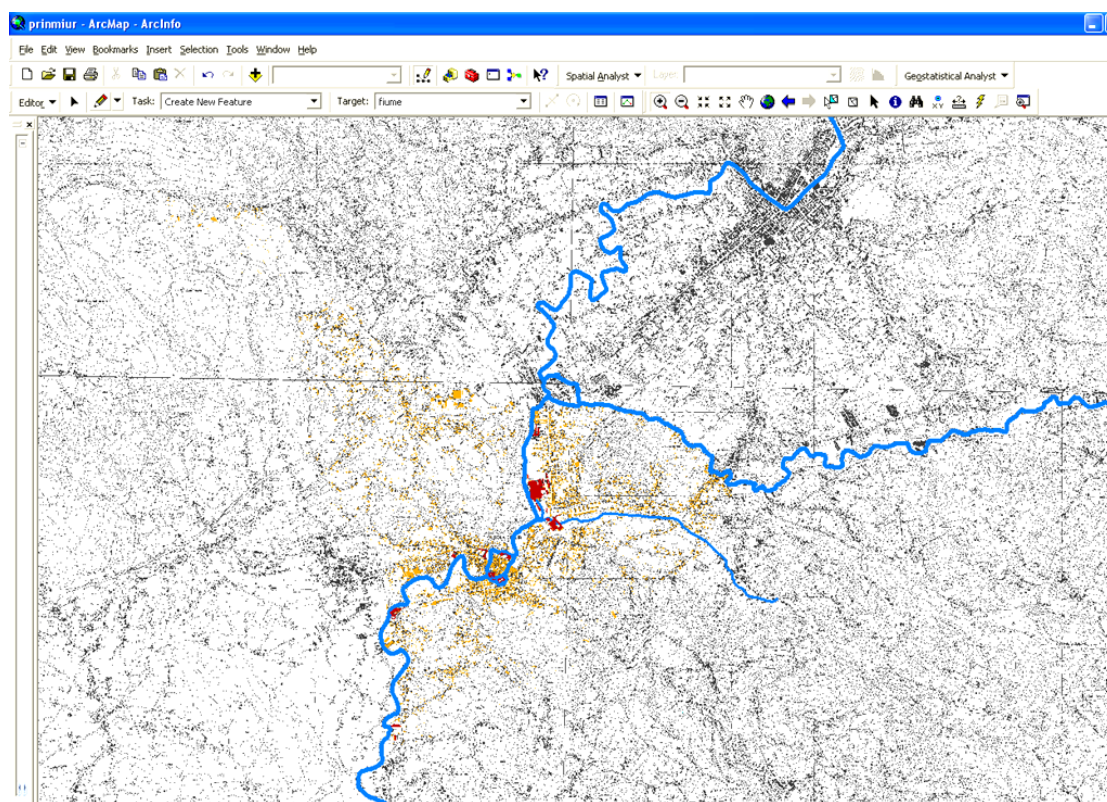 prinmiur - ArcMap - ArcInfo
File Edit View Bookmarks Insert Selection Tools Window Help
Spatial Analyst Layer: Geostatistical Analyst
Editor Task: Create New Feature Target: fiume